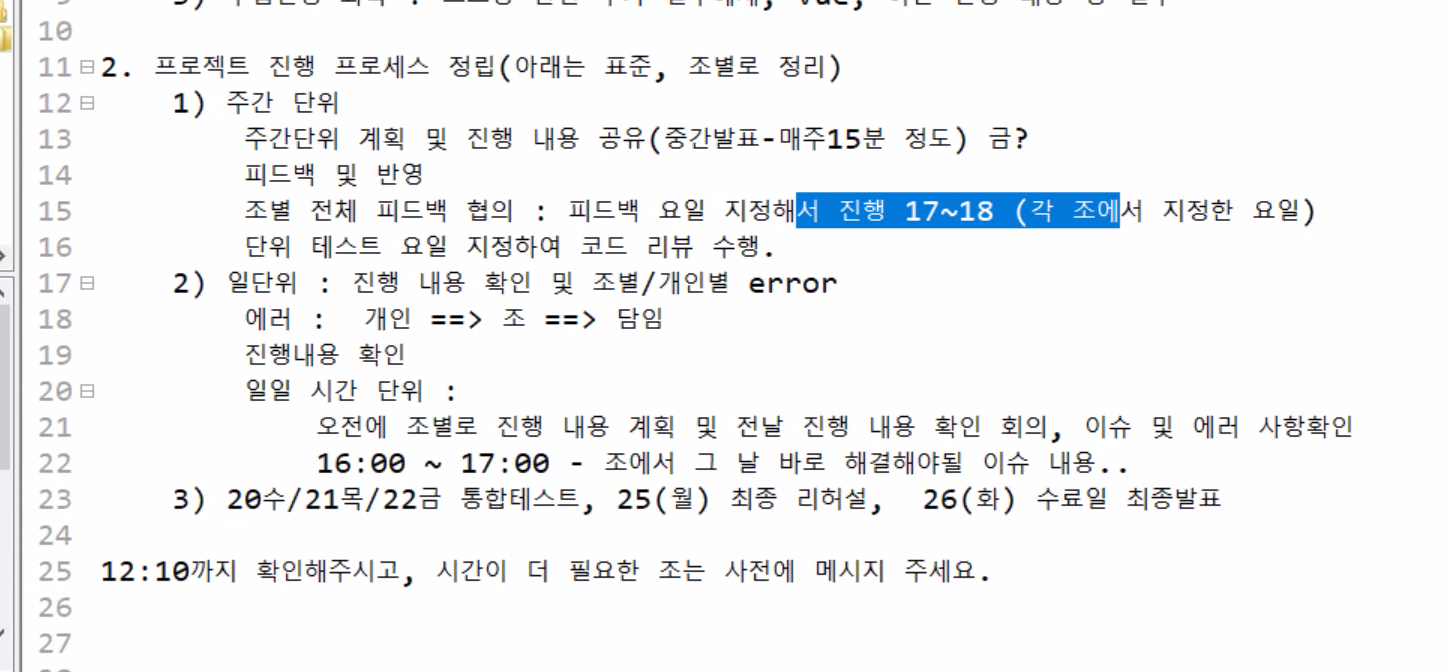 10
11 2. 프로젝트 진행 프로세스 정립(아래는 표준, 조별로 정리)
12 1) 주간 단위
13 주간단위 계획 및 진행 내용 공유(중간발표-매주15분 정도) 금?
14 피드백 및 반영
15 조별 전체 피드백 협의 : 피드백 요일 지정해서 진행 17~18 (각 조에서 지정한 요일)
16 단위 테스트 요일 지정하여 코드 리뷰 수행.
17 2) 일단위 : 진행 내용 확인 및 조별/개인별 error
18 에러 :  개인 ==> 조 ==> 담임
19 진행내용 확인
20 일일 시간 단위 :
21 오전에 조별로 진행 내용 계획 및 전날 진행 내용 확인 회의, 이슈 및 에러 사항확인
22 16:00 ~ 17:00 - 조에서 그 날 바로 해결해야될 이슈 내용..
23 3) 20수/21목/22금 통합테스트, 25(월) 최종 리허설,  26(화) 수료일 최종발표
24
25 12:10까지 확인해주시고, 시간이 더 필요한 조는 사전에 메시지 주세요.
26
27